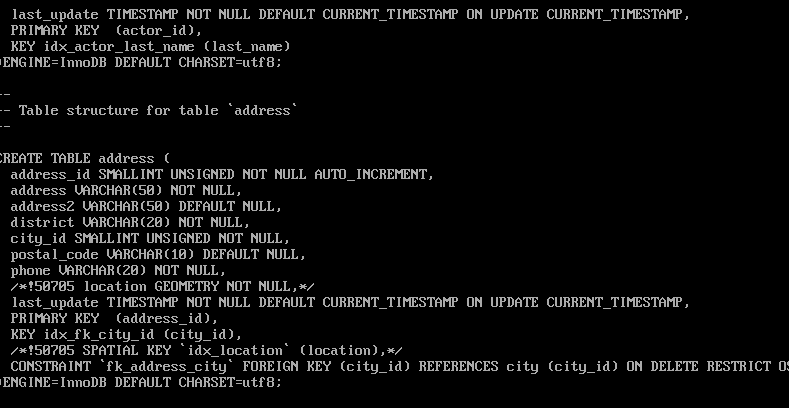 last_update TIMESTAMP NOT NULL DEFAULT CURRENT_TIMESTAMP ON UPDATE CURRENT_TIMESTAMP,
PRIMARY KEY  (actor_id),
KEY idx_actor_last_name (last_name)
)ENGINE=InnoDB DEFAULT CHARSET=utf8;
--
-- Table structure for table `address`
--
CREATE TABLE address (
address_id SMALLINT UNSIGNED NOT NULL AUTO_INCREMENT,
address VARCHAR(50) NOT NULL,
address2 VARCHAR(50) DEFAULT NULL,
district VARCHAR(20) NOT NULL,
city_id SMALLINT UNSIGNED NOT NULL,
postal_code VARCHAR(10) DEFAULT NULL,
phone VARCHAR(20) NOT NULL,
/*!50705 location GEOMETRY NOT NULL,*/
last_update TIMESTAMP NOT NULL DEFAULT CURRENT_TIMESTAMP ON UPDATE CURRENT_TIMESTAMP,
PRIMARY KEY  (address_id),
KEY idx_fk_city_id (city_id),
/*!50705 SPATIAL KEY `idx_location` (location),*/
CONSTRAINT `fk_address_city` FOREIGN KEY (city_id) REFERENCES city (city_id) ON DELETE RESTRICT
)ENGINE=InnoDB DEFAULT CHARSET=utf8;